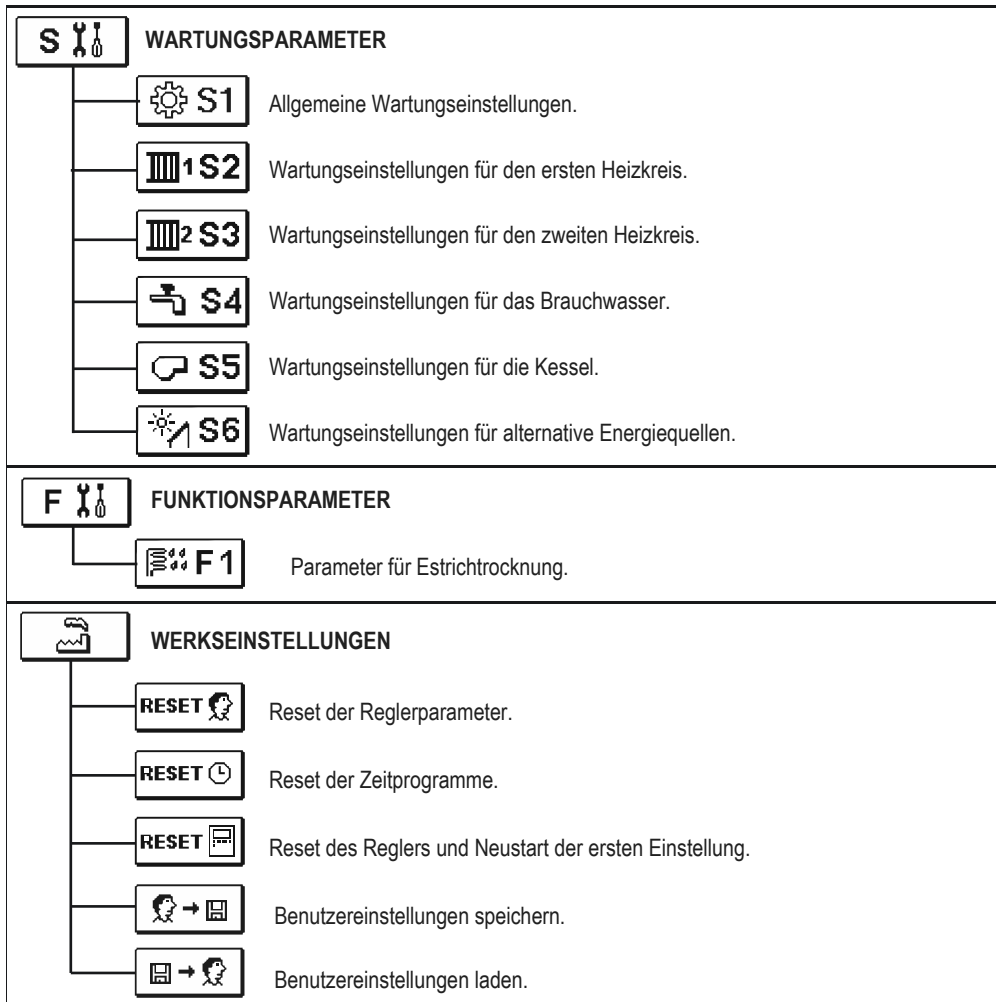 S WARTUNGSPARAMETER
S1 Allgemeine Wartungseinstellungen.
1 S2 Wartungseinstellungen für den ersten Heizkreis.
2 S3 Wartungseinstellungen für den zweiten Heizkreis.
S4 Wartungseinstellungen für das Brauchwasser.
S5 Wartungseinstellungen für die Kessel.
S6 Wartungseinstellungen für alternative Energiequellen.
F FUNKTIONSPARAMETER
F1 Parameter für Estrichtrocknung.
WERKSEINSTELLUNGEN
RESET Reset der Reglerparameter.
RESET Reset der Zeitprogramme.
RESET Reset des Reglers und Neustart der ersten Einstellung.
Benutzereinstellungen speichern.
Benutzereinstellungen laden.